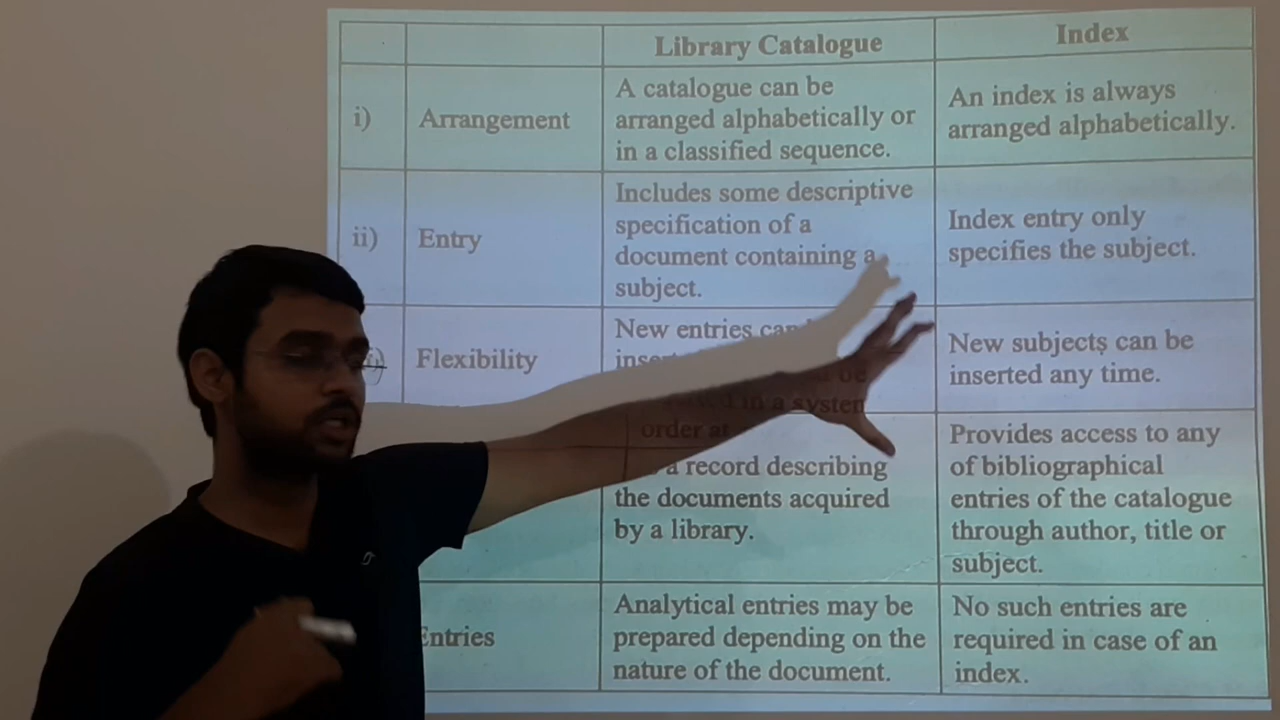 Library Catalogue
Index
i)
Arrangement
A catalogue can be
arranged alphabetically or
in a classified sequence.
An index is always
arranged alphabetically.
ii)
Entry
Includes some descriptive
specification of a
document containing a
subject.
Index entry only
specifies the subject.
Flexibility
New entries can
in a system
order at
New subjects can be
inserted any time.
a record describing
the documents acquired
by a library.
Provides access to any
of bibliographical
entries of the catalogue
through author, title or
subject.
Entries
Analytical entries may be
prepared depending on the
nature of the document.
No such entries are
required in case of an
index.